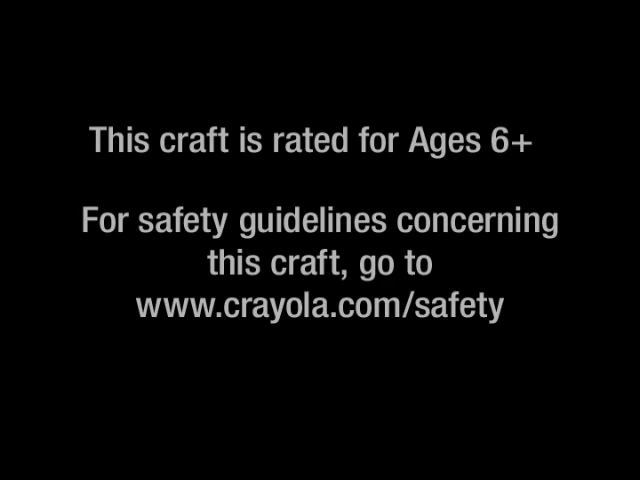 This craft is rated for Ages 6+
For safety guidelines concerning
this craft, go to
www.crayola.com/safety